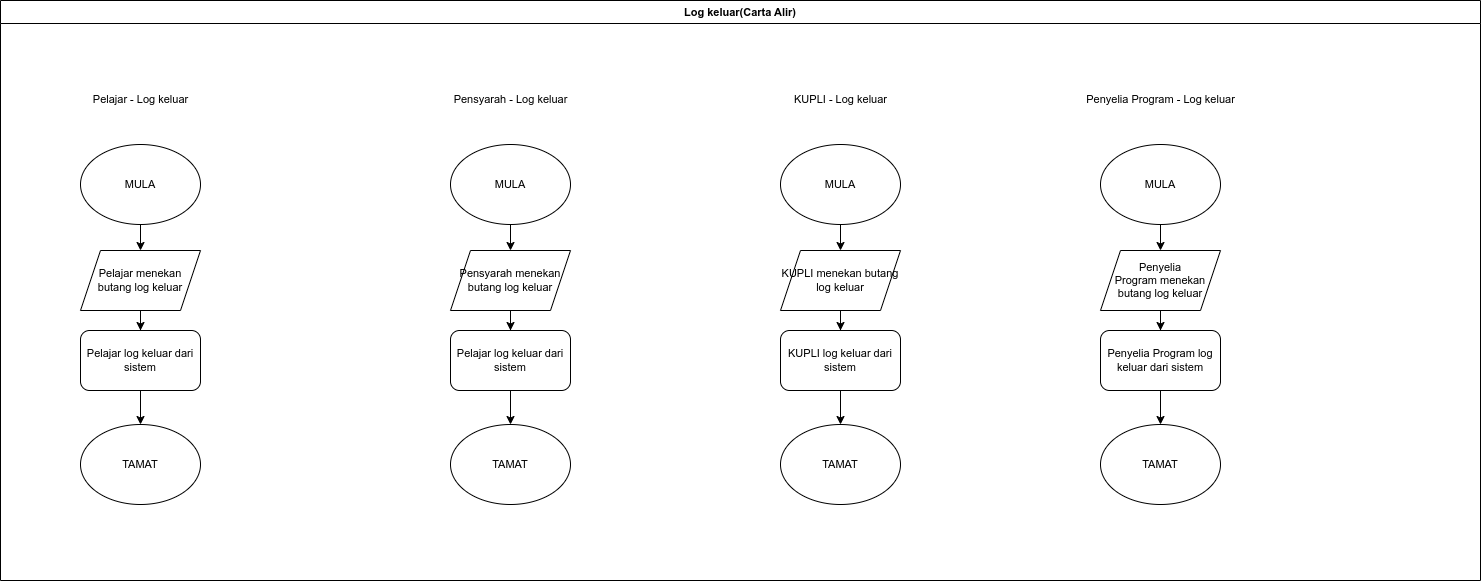 Log keluar(Carta Alir)
Pelajar - Log keluar
MULA
Pelajar menekan
butang log keluar
Pelajar log keluar dari
sistem
TAMAT
Pensyarah - Log keluar
MULA
Pensyarah menekan
butang log keluar
Pelajar log keluar dari
sistem
TAMAT
KUPLI - Log keluar
MULA
KUPLI menekan butang
log keluar
KUPLI log keluar dari
sistem
TAMAT
Penyelia Program - Log keluar
MULA
Penyelia
Program menekan
butang log keluar
Penyelia Program log
keluar dari sistem
TAMAT